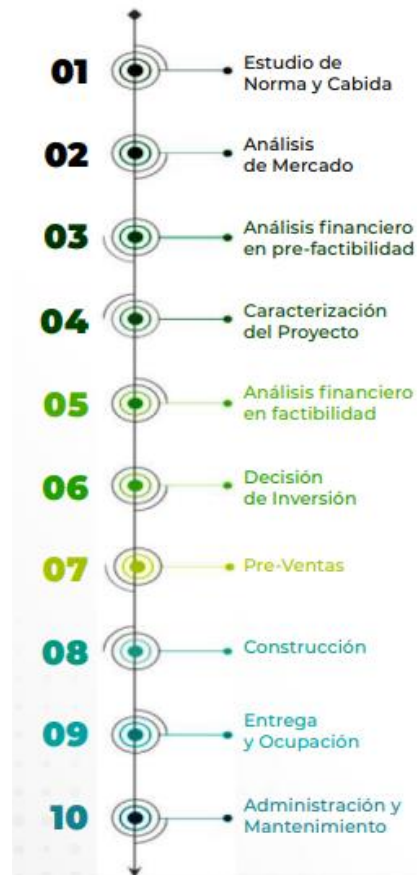 01
Estudio de
Norma y Cabida
02
Análisis
de Mercado
03
Análisis financiero
en pre-factibilidad
04
Caracterización
del Proyecto
05
Análisis financiero
en factibilidad
06
Decisión
de Inversión
07
Pre-Ventas
08
Construcción
09
Entrega
y Ocupación
10
Administración y
Mantenimiento